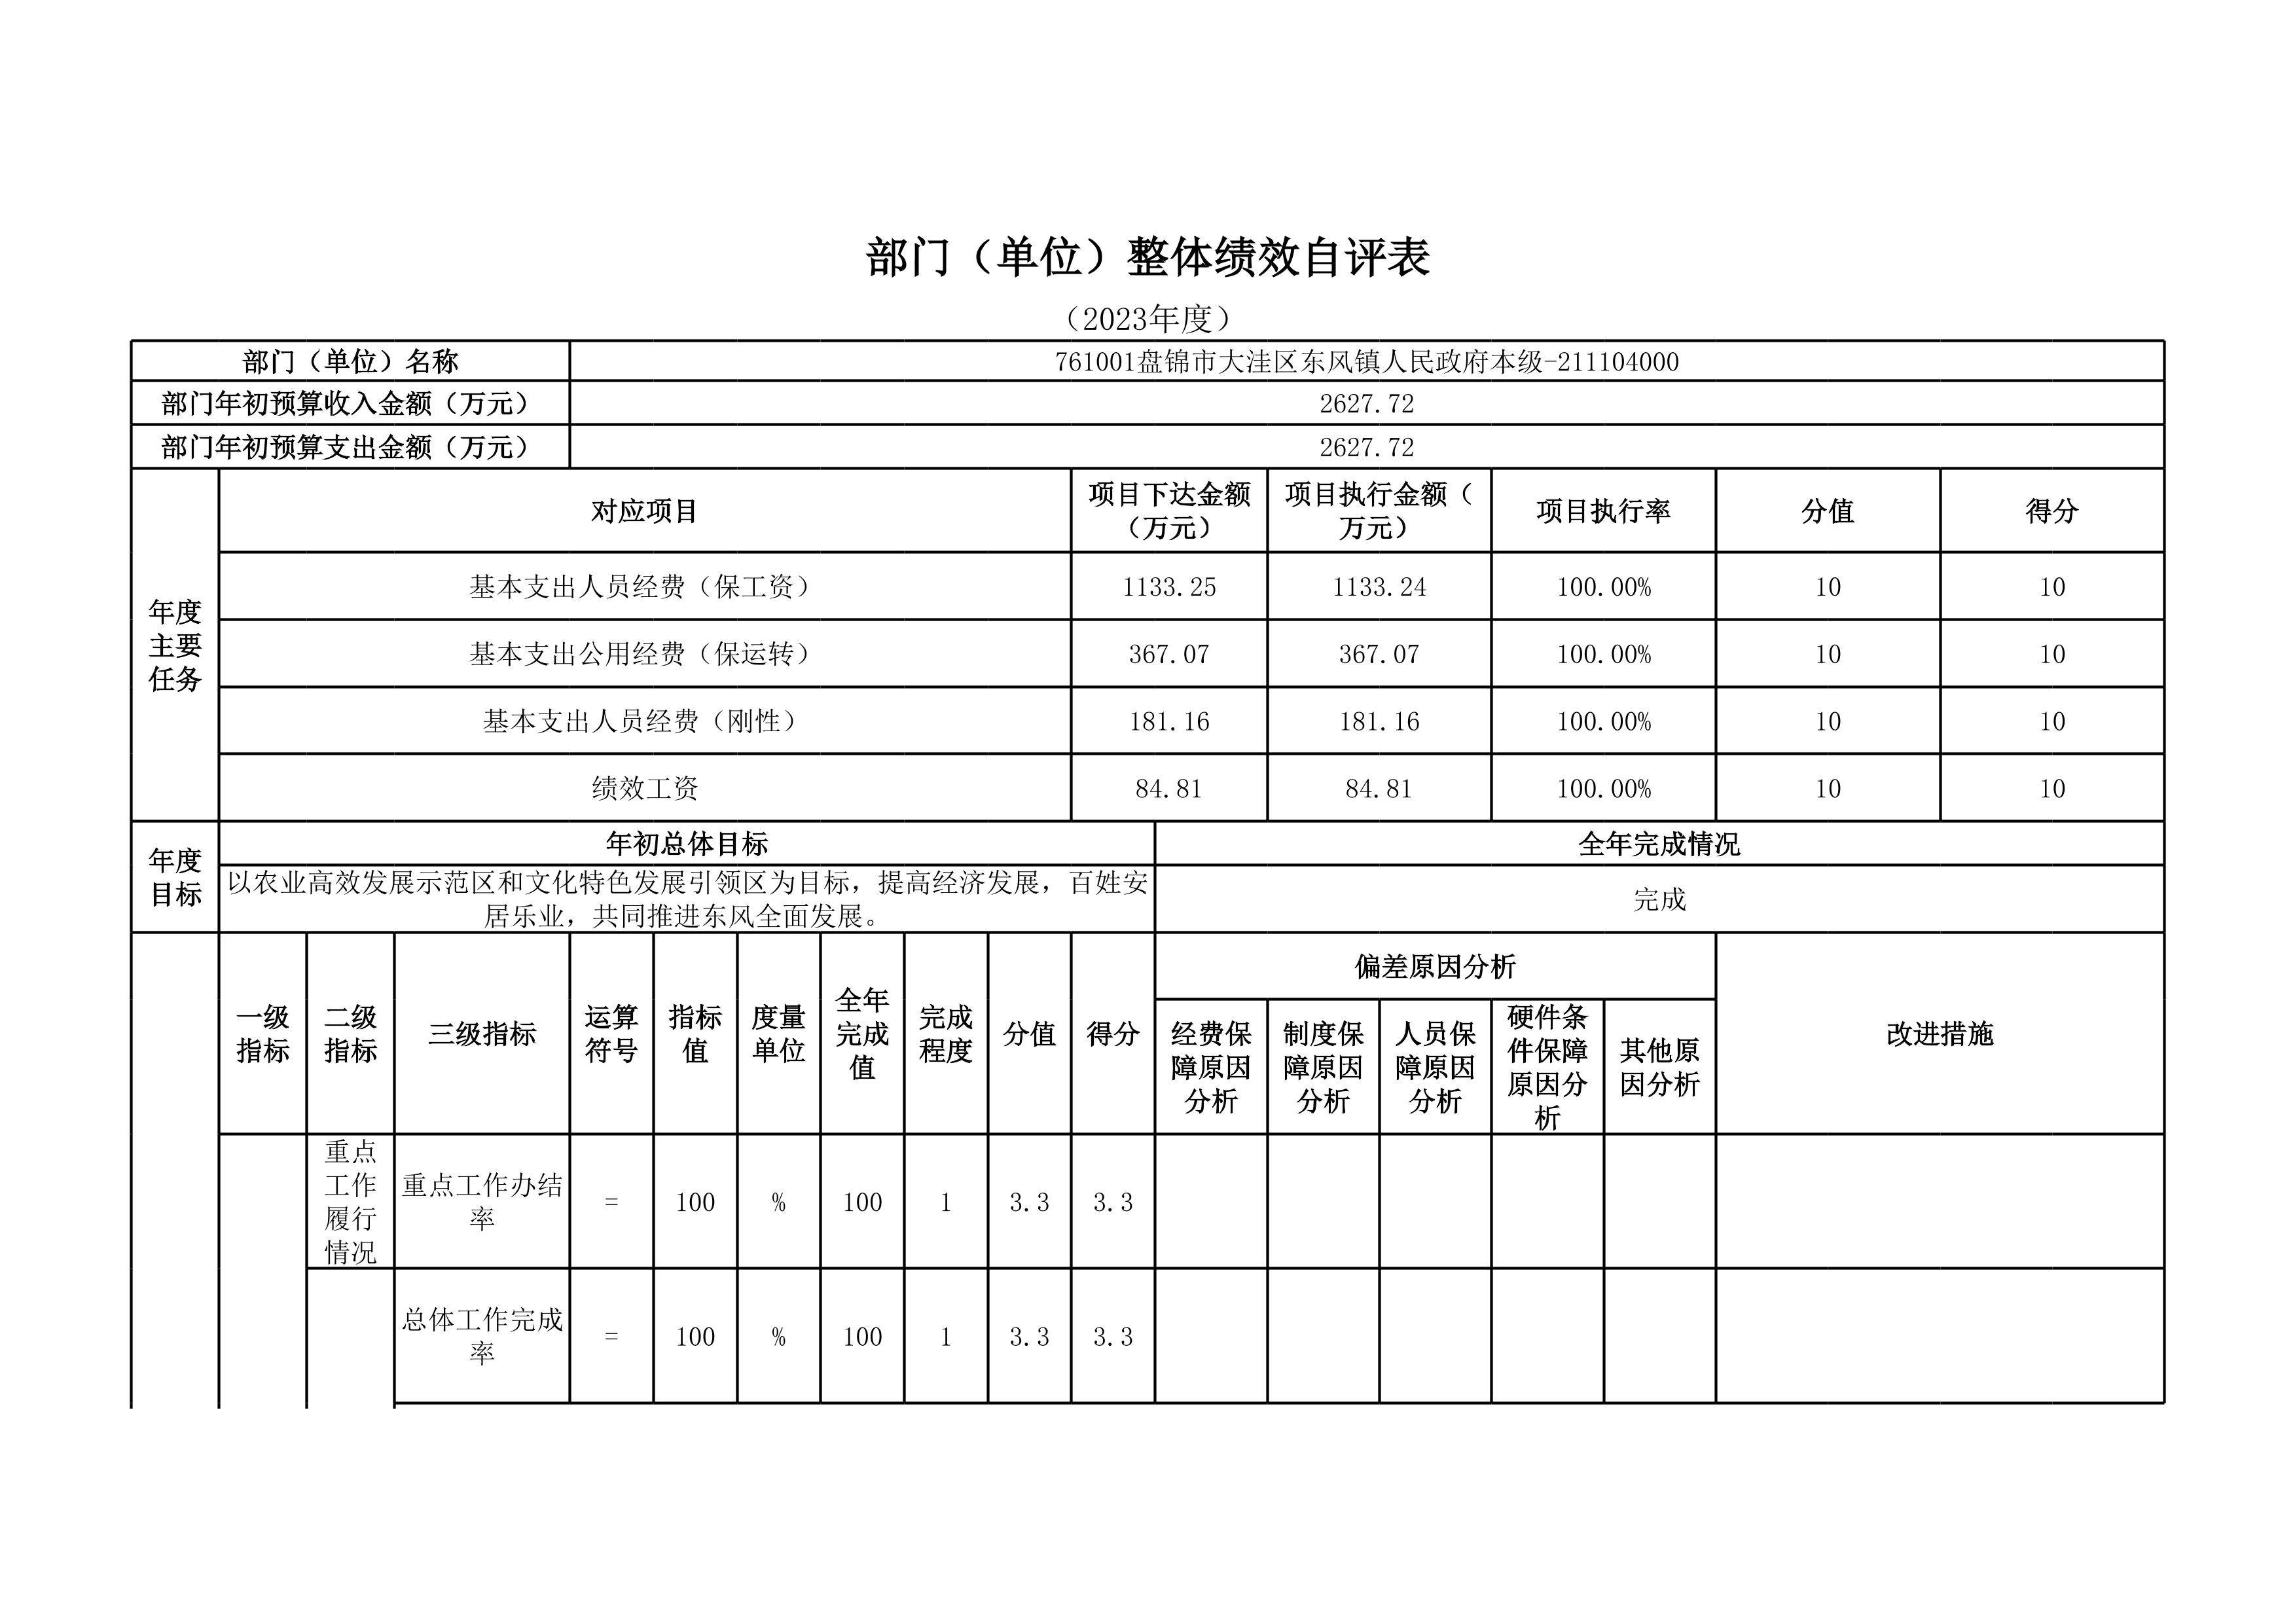 部门（单位）整体绩效自评表
（2023年度）
部门（单位）名称 761001盘锦市大洼区东风镇人民政府本级-211104000
部门年初预算收入金额（万元） 2627.72
部门年初预算支出金额（万元） 2627.72
年度主要任务 对应项目 项目下达金额（万元） 项目执行金额（万元） 项目执行率 分值 得分
基本支出人员经费（保工资） 1133.25 1133.24 100.00% 10 10
基本支出公用经费（保运转） 367.07 367.07 100.00% 10 10
基本支出人员经费（刚性） 181.16 181.16 100.00% 10 10
绩效工资 84.81 84.81 100.00% 10 10
年度目标 年初总体目标 全年完成情况
以农业高效发展示范区和文化特色发展引领区为目标，提高经济发展，百姓安
居乐业，共同推进东风全面发展。 完成
一级指标 二级指标 三级指标 运算符号 指标值 度量单位 全年完成值 完成程度 分值 得分 偏差原因分析 改进措施
经费保障原因分析 制度保障原因分析 人员保障原因分析 硬件条件保障原因分析 其他原因分析
重点工作履行情况 重点工作办结率 = 100 % 100 1 3.3 3.3
总体工作完成率 = 100 % 100 1 3.3 3.3